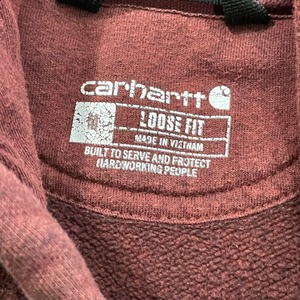 carhartt
LOOSE FIT
MADE IN VIETNAM
BUILT TO SERVE AND PROTECT
HARDWORKING PEOPLE